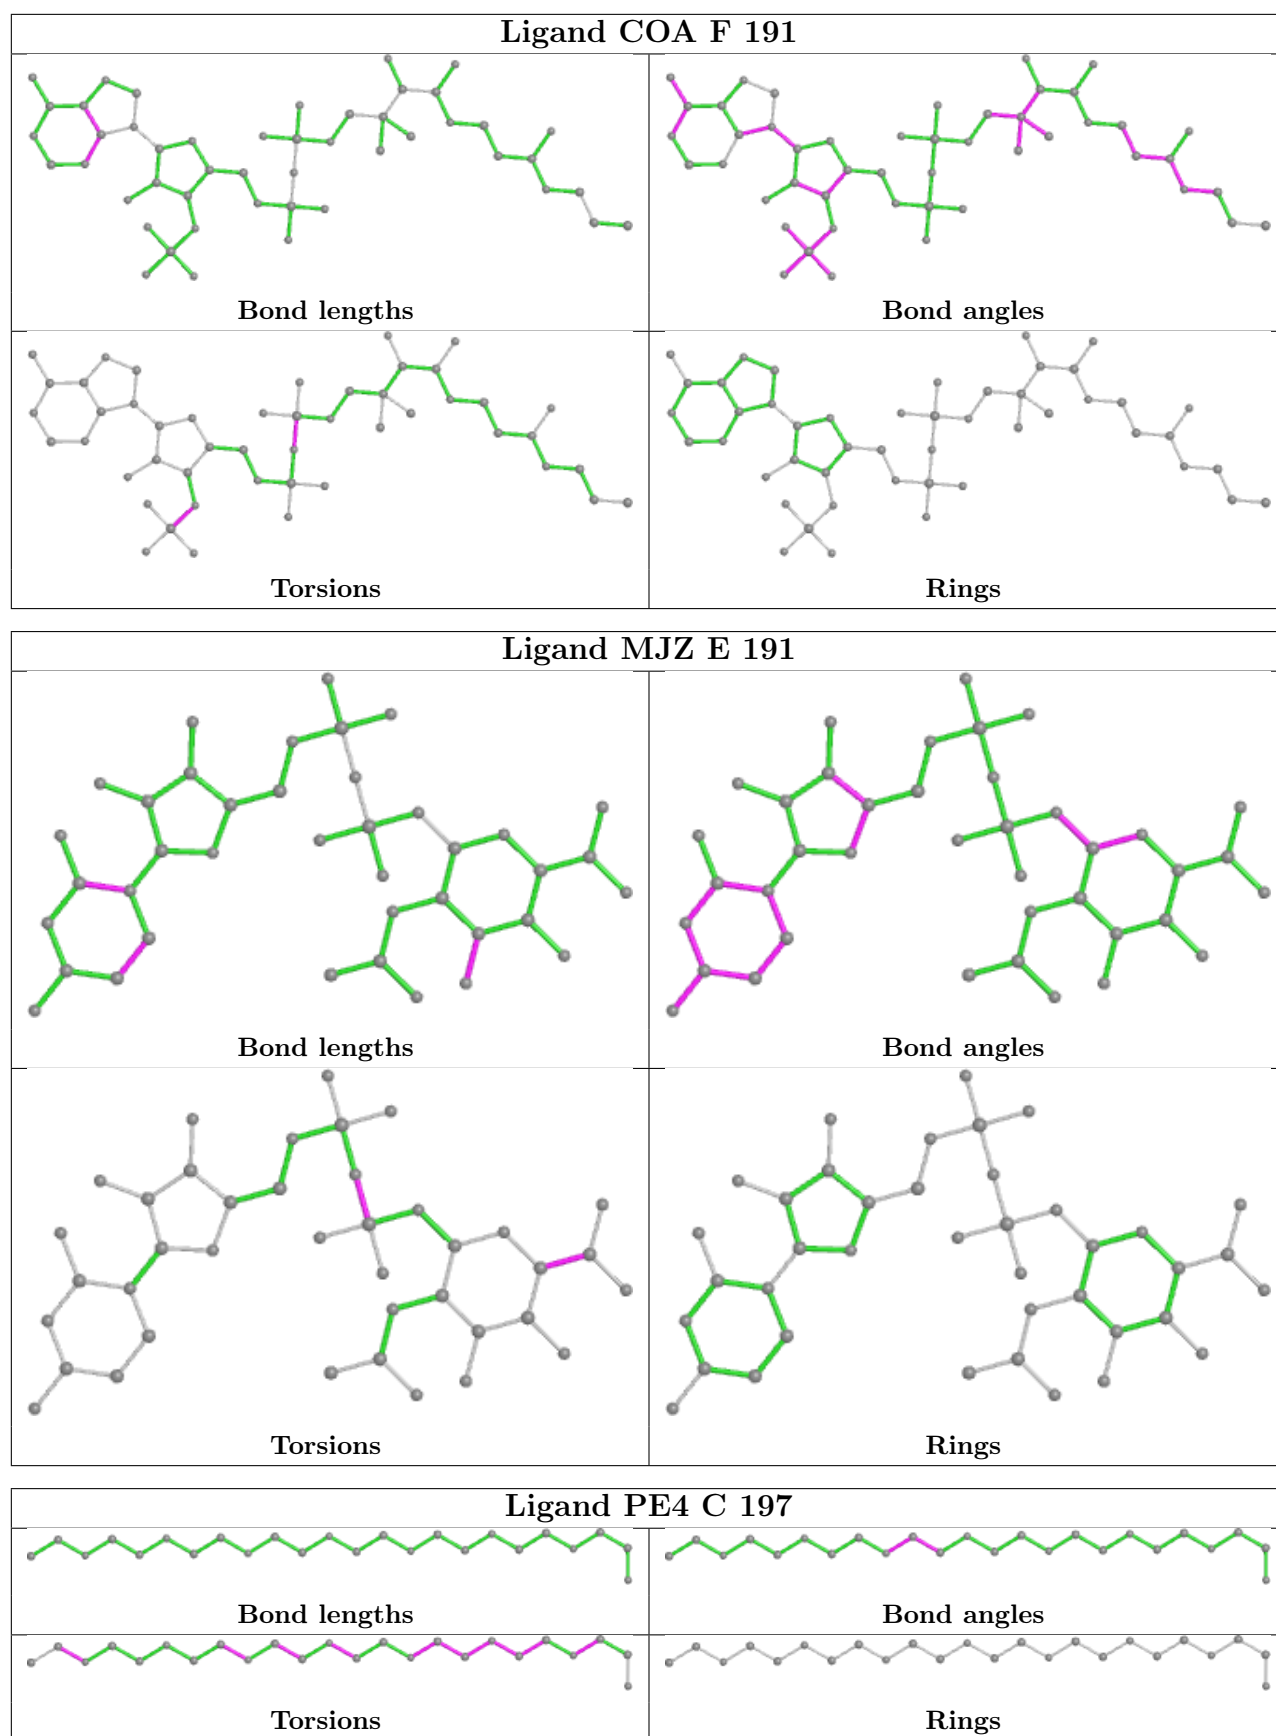 Ligand COA F 191
Bond lengths
Bond angles
Torsions
Rings
Ligand MJZ E 191
Bond lengths
Bond angles
Torsions
Rings
Ligand PE4 C 197
Bond lengths
Bond angles
Torsions
Rings